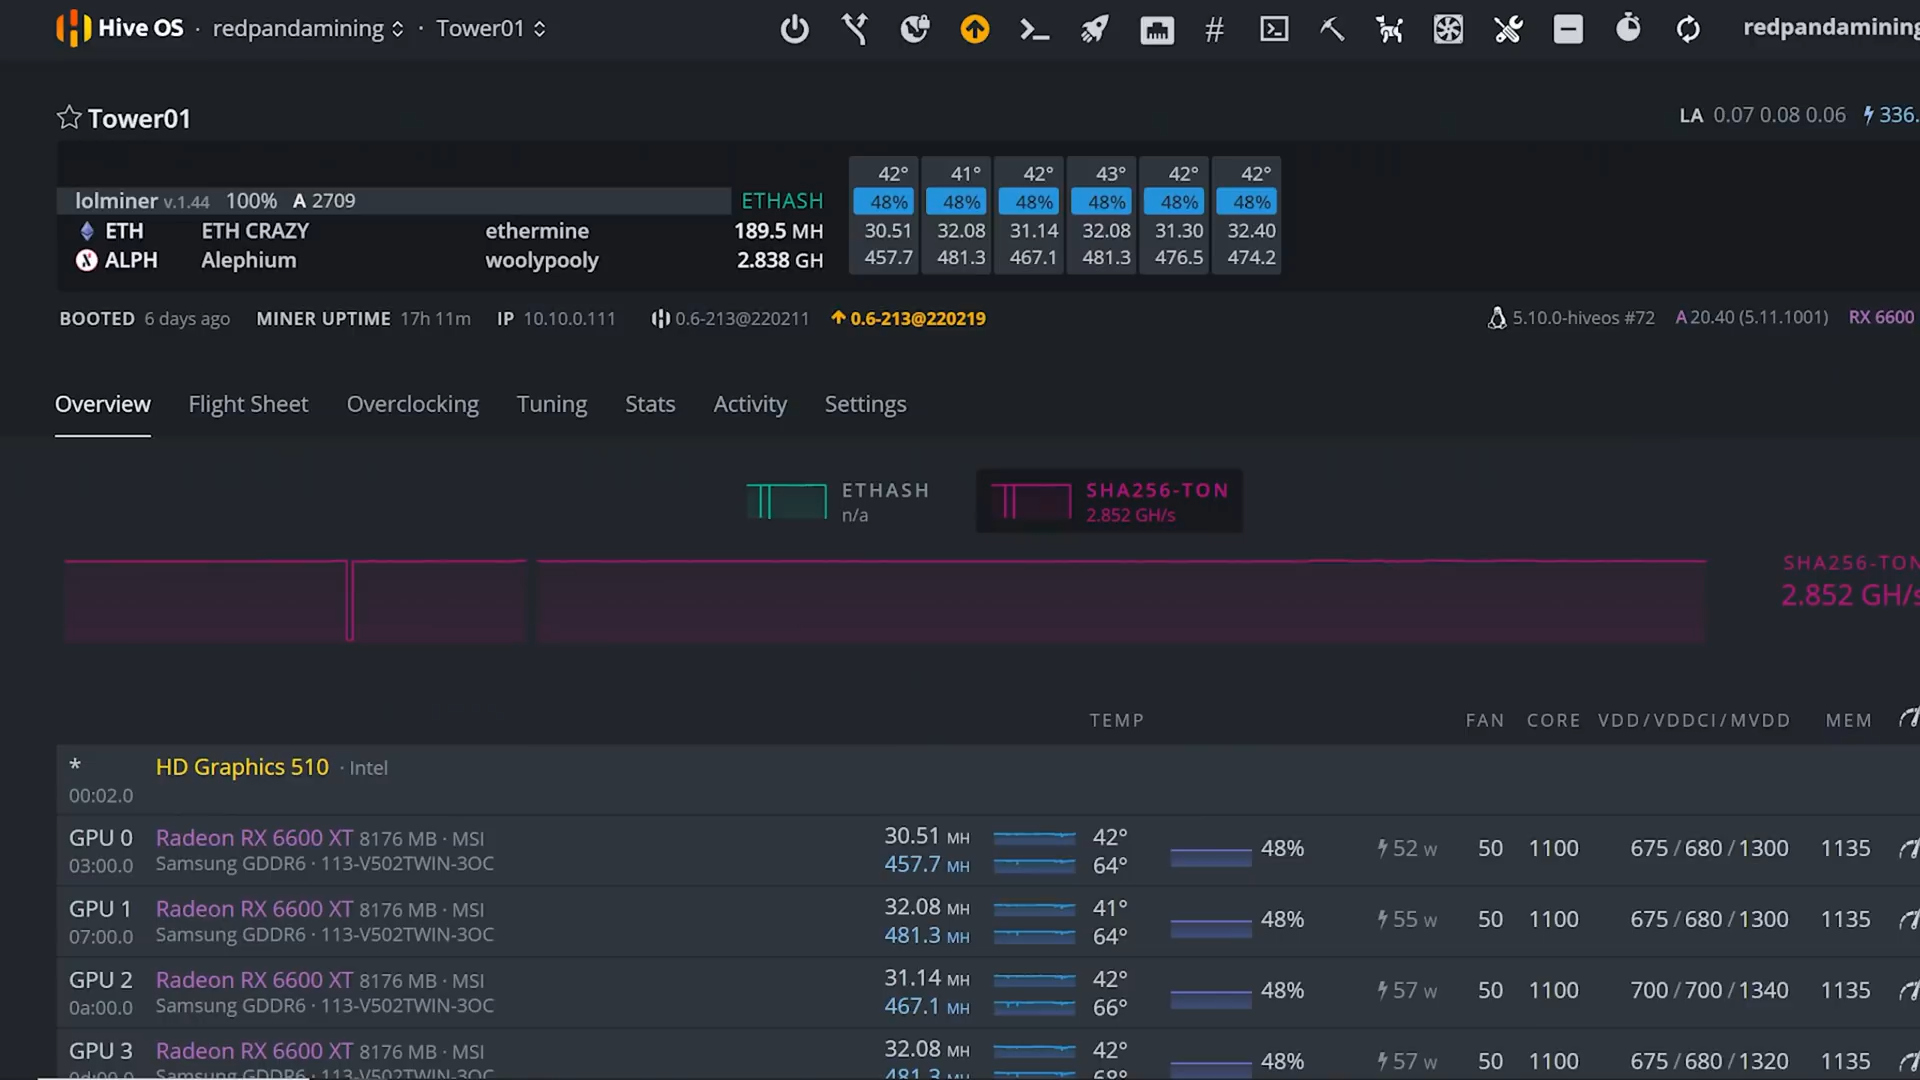 Hive OS · redpandamining · Tower01
redpandamining
Tower01
LA 0.07 0.08 0.06 336.
42° 41° 42° 43° 42° 42°
lolminer v.1.44 100% A 2709 ETHASH 48% 48% 48% 48% 48% 48%
ETH ETH CRAZY ethermine 189.5 MH 30.51 32.08 31.14 32.08 31.30 32.40
ALPH Alephium woolypooly 2.838 GH 457.7 481.3 467.1 481.3 476.5 474.2
BOOTED 6 days ago MINER UPTIME 17h 11m IP 10.10.0.111 0.6-213@220211 0.6-213@220219 5.10.0-hiveos #72 A 20.40 (5.11.1001) RX 6600
Overview Flight Sheet Overclocking Tuning Stats Activity Settings
ETHASH
n/a
SHA256-TON
2.852 GH/s
SHA256-TON
2.852 GH/s
TEMP FAN CORE VDD/VDDCI/MVDD MEM
* HD Graphics 510 · Intel
00:02.0
GPU 0 Radeon RX 6600 XT 8176 MB · MSI 30.51 MH 42° 48% 52 W 50 1100 675/680/1300 1135
03:00.0 Samsung GDDR6 · 113-V502TWIN-3OC 457.7 MH 64°
GPU 1 Radeon RX 6600 XT 8176 MB · MSI 32.08 MH 41° 48% 55 W 50 1100 675/680/1300 1135
07:00.0 Samsung GDDR6 · 113-V502TWIN-3OC 481.3 MH 64°
GPU 2 Radeon RX 6600 XT 8176 MB · MSI 31.14 MH 42° 48% 57 W 50 1100 700/700/1340 1135
0a:00.0 Samsung GDDR6 · 113-V502TWIN-3OC 467.1 MH 66°
GPU 3 Radeon RX 6600 XT 8176 MB · MSI 32.08 MH 42° 48% 57 W 50 1100 675/680/1320 1135
Samsung GDDR6 · 113-V502TWIN-3OC 481.3 MH 68°